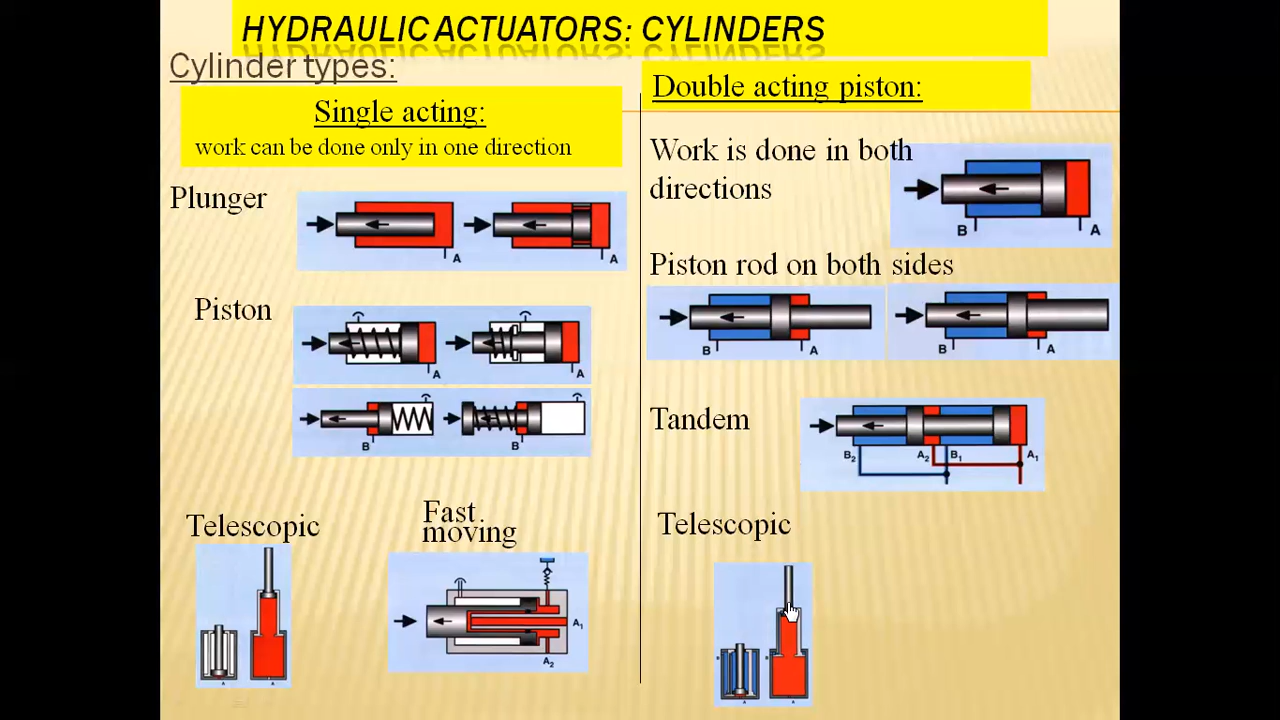 HYDRAULIC ACTUATORS: CYLINDERS
Cylinder types:
Single acting:
work can be done only in one direction
Plunger
A
A
Piston
A
A
B
B
Telescopic
A
A
Fast
moving
A1
A2
Double acting piston:
Work is done in both
directions
B
A
Piston rod on both sides
B
A
B
A
Tandem
B2
A2
B1
A1
Telescopic
B
B
A
A